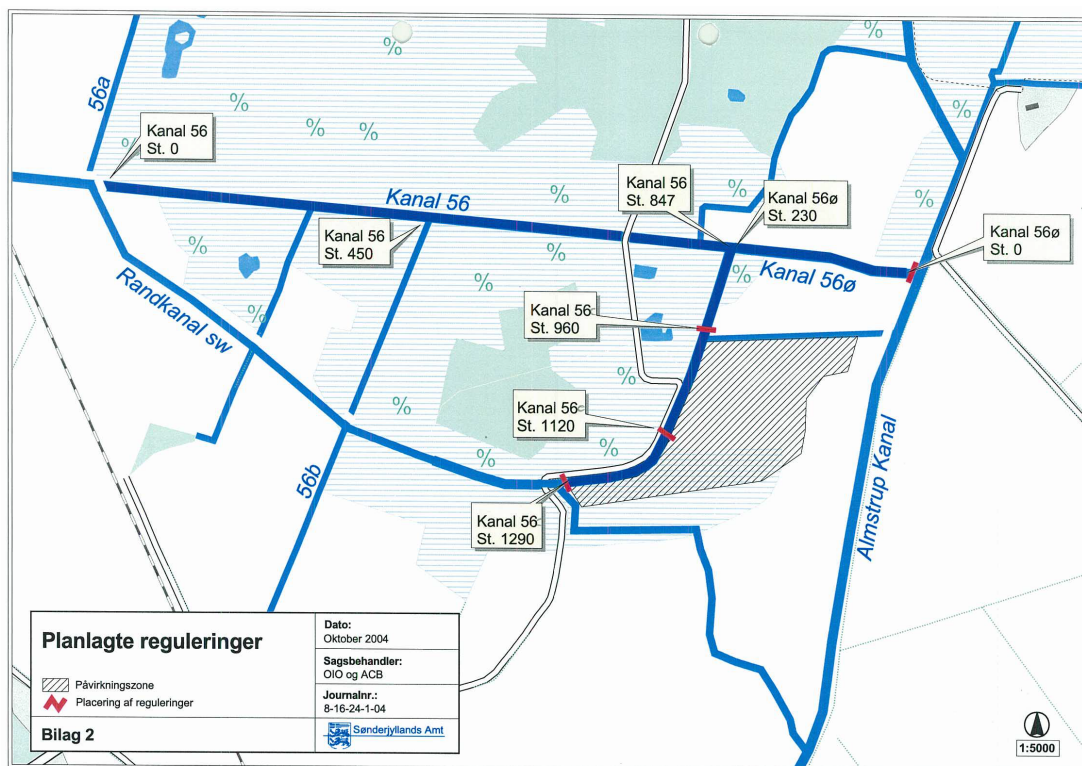 56a
Kanal 56
St. 0
Kanal 56
Kanal 56
St. 847
Kanal 56ø
St. 230
Kanal 56ø
St. 0
Kanal 56
St. 450
Kanal 56ø
Randkanal sw
Kanal 56
St. 960
Kanal 56
St. 1120
56b
Kanal 56
St. 1290
Almstrup Kanal
Planlagte reguleringer
Påvirkningszone
Placering af reguleringer
Bilag 2
Dato:
Oktober 2004
Sagsbehandler:
OIO og ACB
Journalnr.:
8-16-24-1-04
Sønderjyllands Amt
1:5000